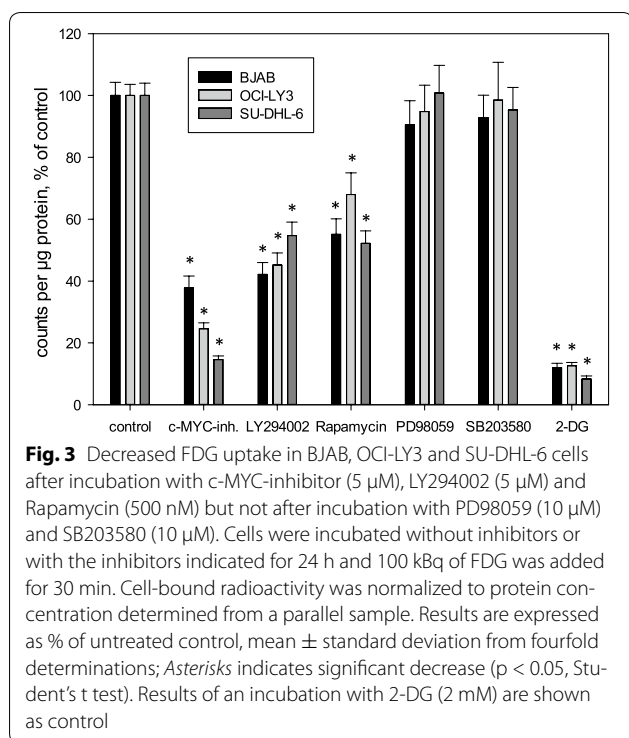 120
100
80
60
40
20
0
counts per µg protein, % of control
BJAB
OCI-LY3
SU-DHL-6
* * *
* * *
* * *
* * *
control c-MYC-inh. LY294002 Rapamycin PD98059 SB203580 2-DG
Fig. 3 Decreased FDG uptake in BJAB, OCI-LY3 and SU-DHL-6 cells
after incubation with c-MYC-inhibitor (5 µM), LY294002 (5 µM) and
Rapamycin (500 nM) but not after incubation with PD98059 (10 µM)
and SB203580 (10 µM). Cells were incubated without inhibitors or
with the inhibitors indicated for 24 h and 100 kBq of FDG was added
for 30 min. Cell-bound radioactivity was normalized to protein con-
centration determined from a parallel sample. Results are expressed
as % of untreated control, mean ± standard deviation from fourfold
determinations; Asterisks indicates significant decrease (p < 0.05, Stu-
dent's t test). Results of an incubation with 2-DG (2 mM) are shown
as control